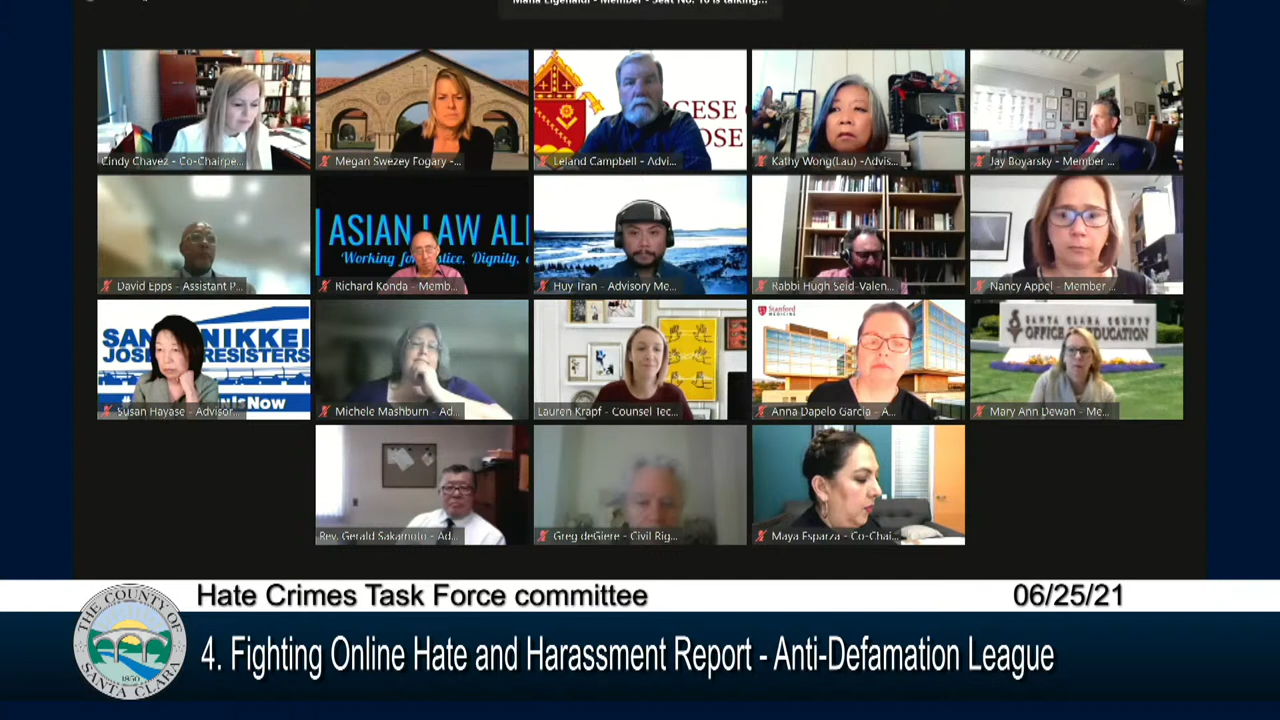 Maria Elgenaidi - Member - Seat No. 16 is talking...
CESE
OSE
Cindy Chavez - Co-Chairpe...
Megan Swezey Fogary -...
Leland Campbell - Advi...
Kathy Wong(Lau) -Advis...
Jay Boyarsky - Member ...
ASIAN LAW ALL
Working for Justice, Dignity,
David Epps - Assistant P...
Richard Konda - Memb...
Huy Tran - Advisory Me...
Rabbi Hugh Seid-Valen...
Nancy Appel - Member ...
SAN NIKKEI
JOS RESISTERS
Stanford
MEDICINE
SANTA CLARA COUNTY
OFFICE OF EDUCATION
sNow
Susan Hayase - Advisor...
Michele Mashburn - Ad...
Lauren Krapf - Counsel Tec...
Anna Dapelo Garcia - A...
Mary Ann Dewan - Me...
Rev. Gerald Sakamoto - Ad...
Greg deGiere - Civil Rig...
Maya Esparza - Co-Chai...
Hate Crimes Task Force committee
06/25/21
THE COUNTY OF
SANTA CLARA
1850
4. Fighting Online Hate and Harassment Report - Anti-Defamation League